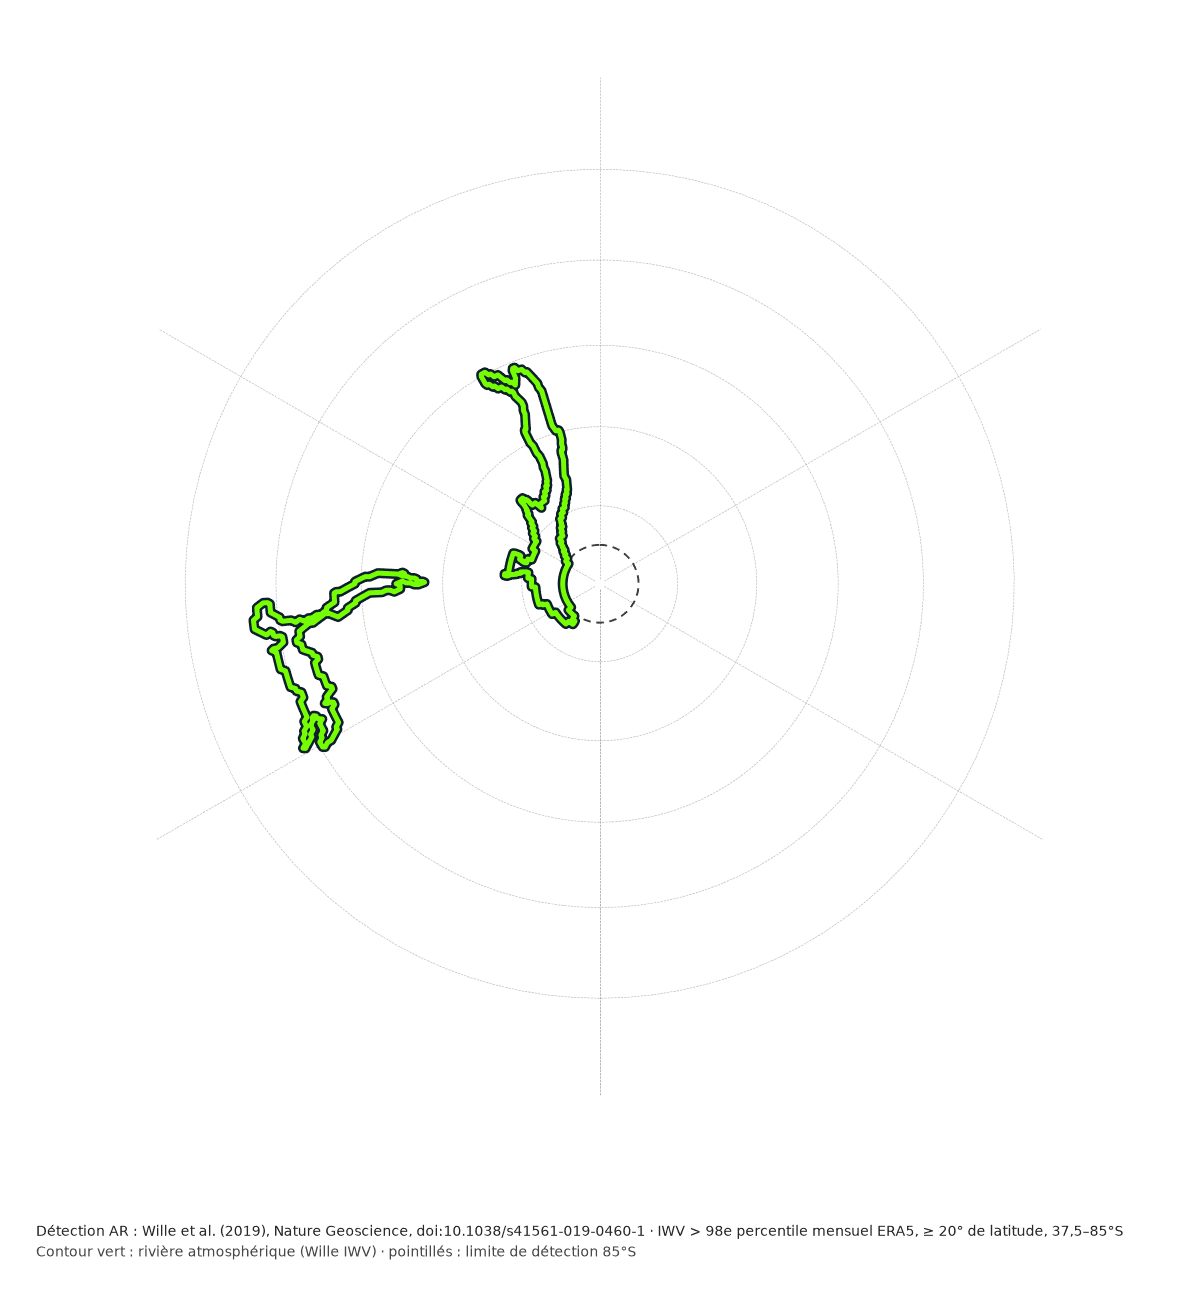 Détection AR : Wille et al. (2019), Nature Geoscience, doi:10.1038/s41561-019-0460-1 · IWV > 98e percentile mensuel ERA5, ≥ 20° de latitude, 37,5–85°S
Contour vert : rivière atmosphérique (Wille IWV) · pointillés : limite de détection 85°S